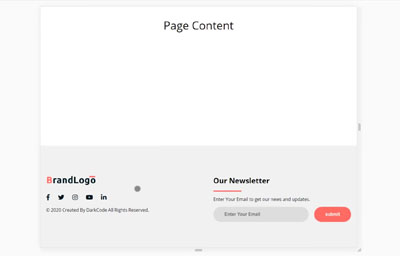 Page Content
BrandLogo
© 2020 Created By DarkCode All Rights Reserved.
Our Newsletter
Enter Your Email to get our news and updates.
Enter Your Email
submit